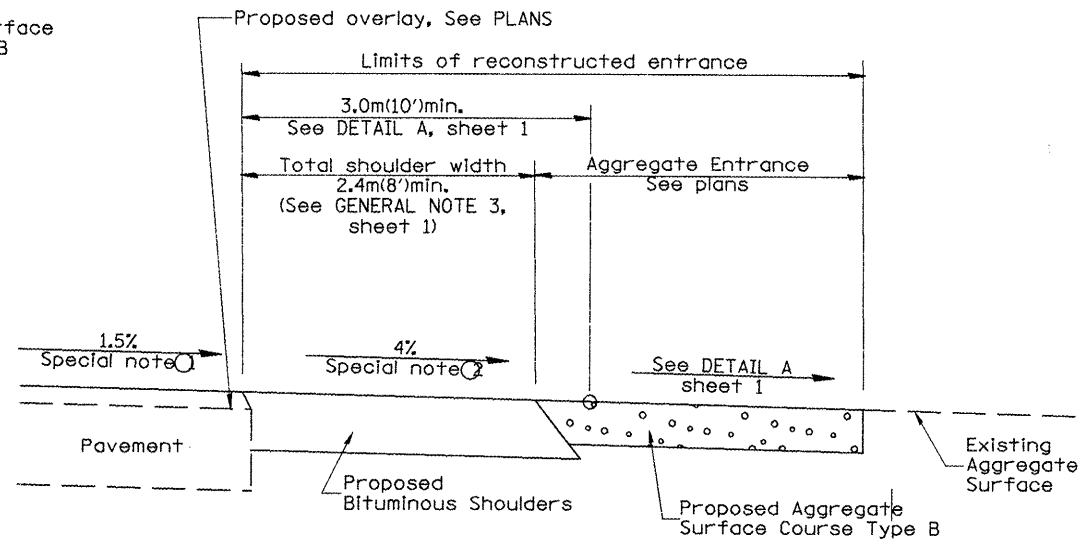 rface
B
Proposed overlay, See PLANS
Limits of reconstructed entrance
3.0m(10')min.
See DETAIL A, sheet 1
Total shoulder width
2.4m(8')min.
(See GENERAL NOTE 3,
sheet 1)
Aggregate Entrance
See plans
1.5%
Special note 1
4%
Special note 2
See DETAIL A
sheet 1
Pavement
Proposed
Bituminous Shoulders
Proposed Aggregate
Surface Course Type B
Existing
Aggregate
Surface